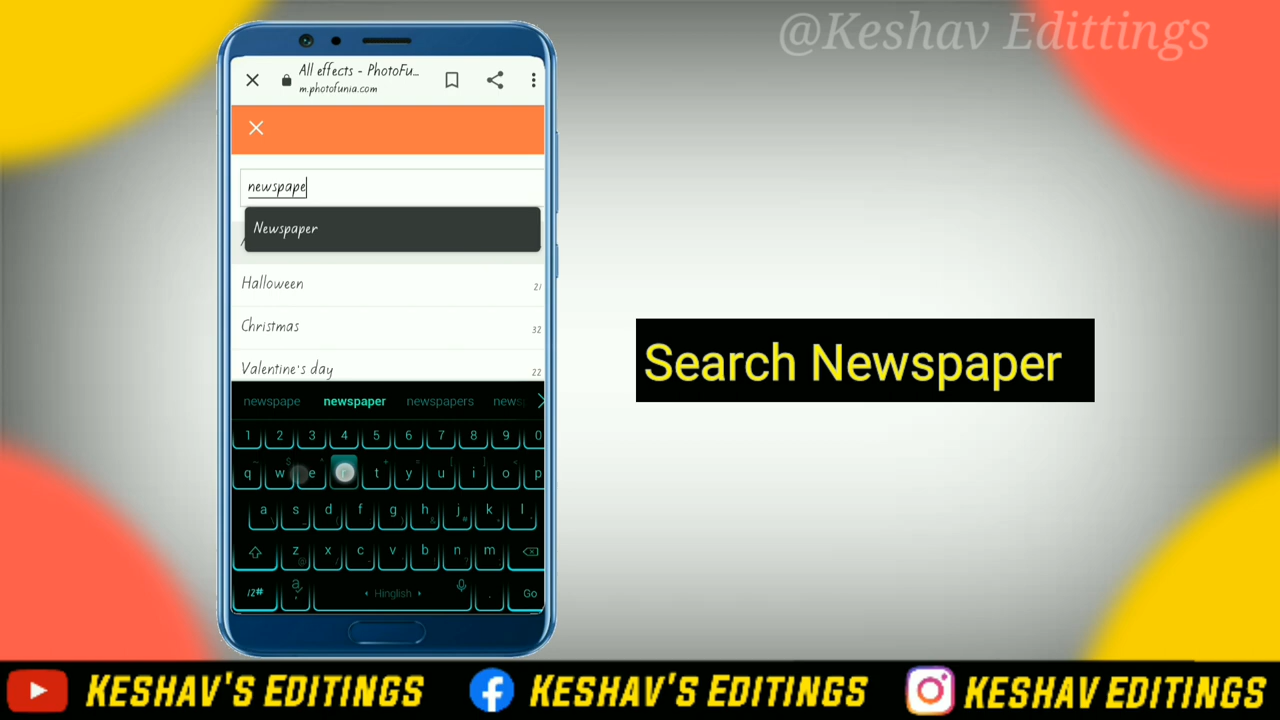 @Keshav Edittings
All effects - PhotoFu...
m.photofunia.com
newspape
Newspaper
Halloween 21
Christmas 32
Valentine's day 22
Search Newspaper
newspape newspaper newspapers news
1 2 3 4 5 6 7 8 9 0
q w e t y u i o p
a s d f g h j k l
z x c v b n m
12# Hinglish . Go
KESHAV'S EDITINGS KESHAV'S EDITINGS KESHAV EDITINGS